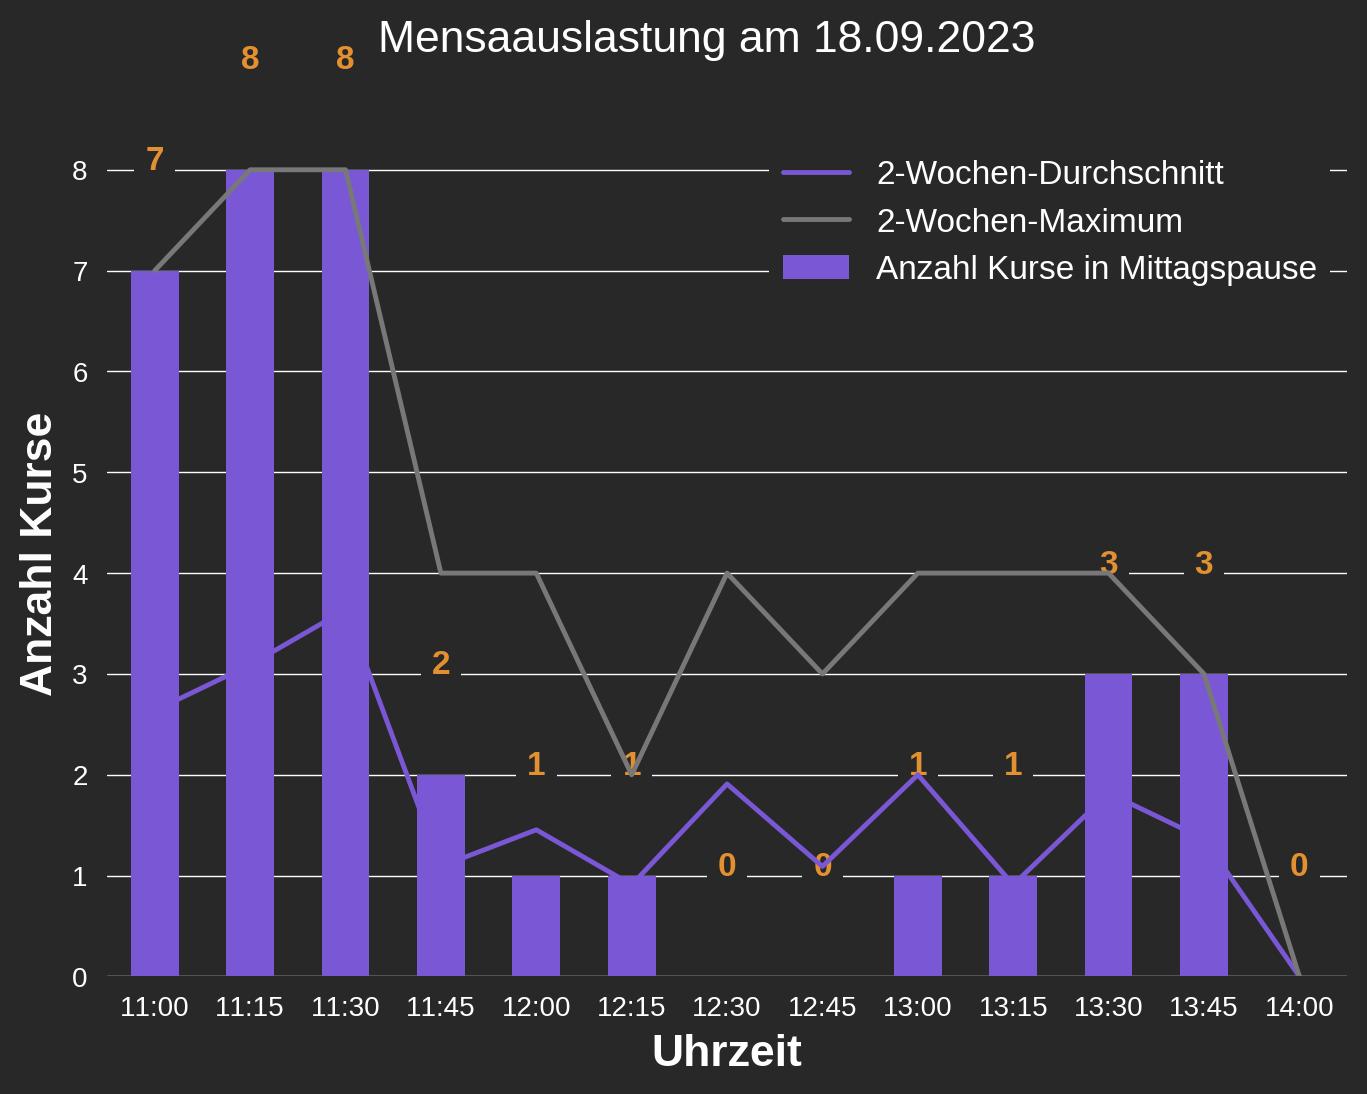 Mensaauslastung am 18.09.2023
8 8
7
8
2-Wochen-Durchschnitt
2-Wochen-Maximum
7
Anzahl Kurse in Mittagspause
6
5
4
3 3
3
2
2
1 1 1 1
1
0 0 0
0
Anzahl Kurse
11:00 11:15 11:30 11:45 12:00 12:15 12:30 12:45 13:00 13:15 13:30 13:45 14:00
Uhrzeit